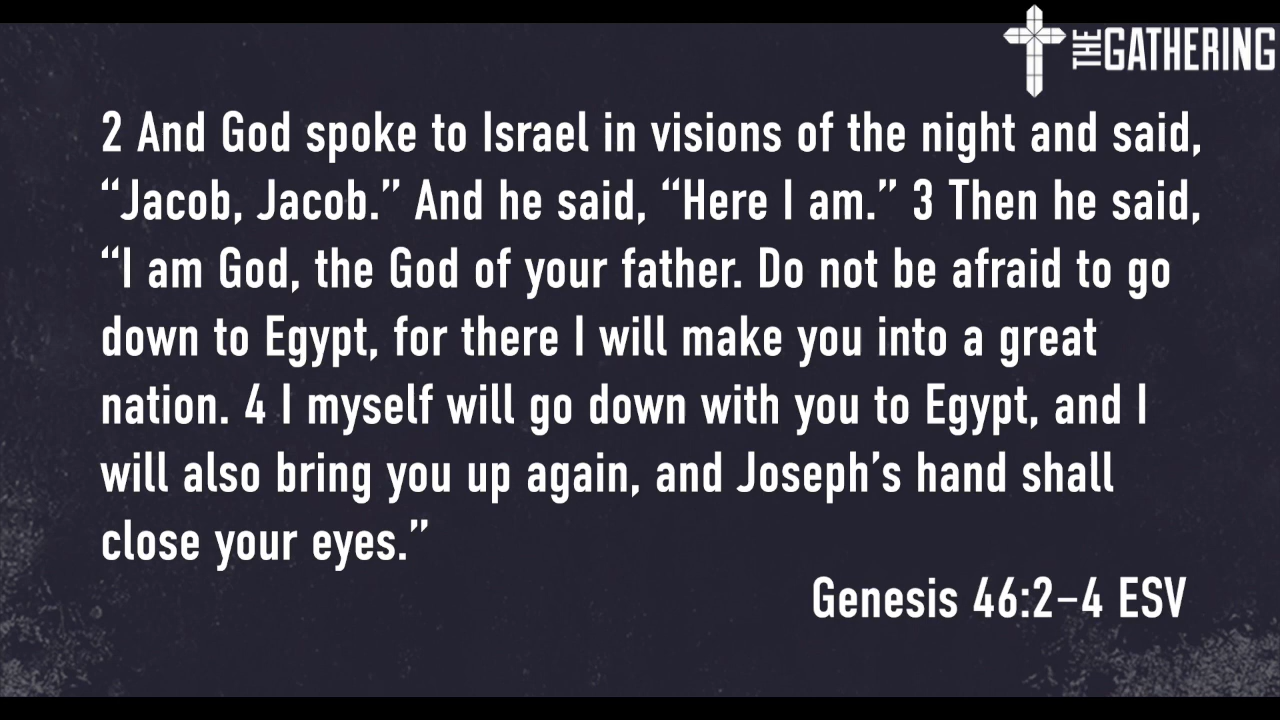 THE GATHERING
2 And God spoke to Israel in visions of the night and said,
“Jacob, Jacob.” And he said, “Here I am.” 3 Then he said,
“I am God, the God of your father. Do not be afraid to go
down to Egypt, for there I will make you into a great
nation. 4 I myself will go down with you to Egypt, and I
will also bring you up again, and Joseph’s hand shall
close your eyes.”
Genesis 46:2–4 ESV